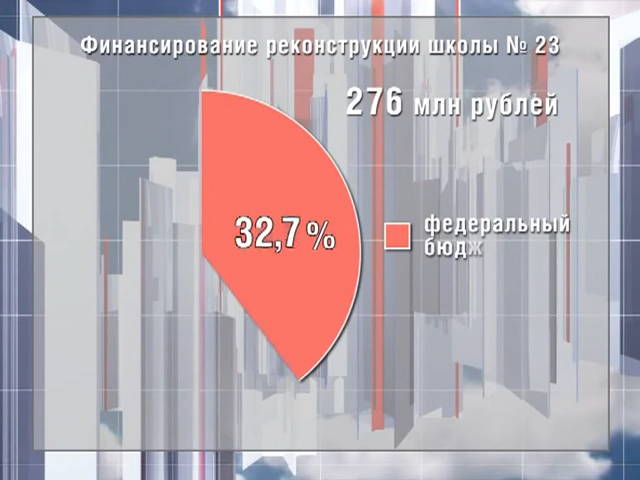 Финансирование реконструкции школы № 23
276 млн рублей
32,7 %
федеральный
бюдж